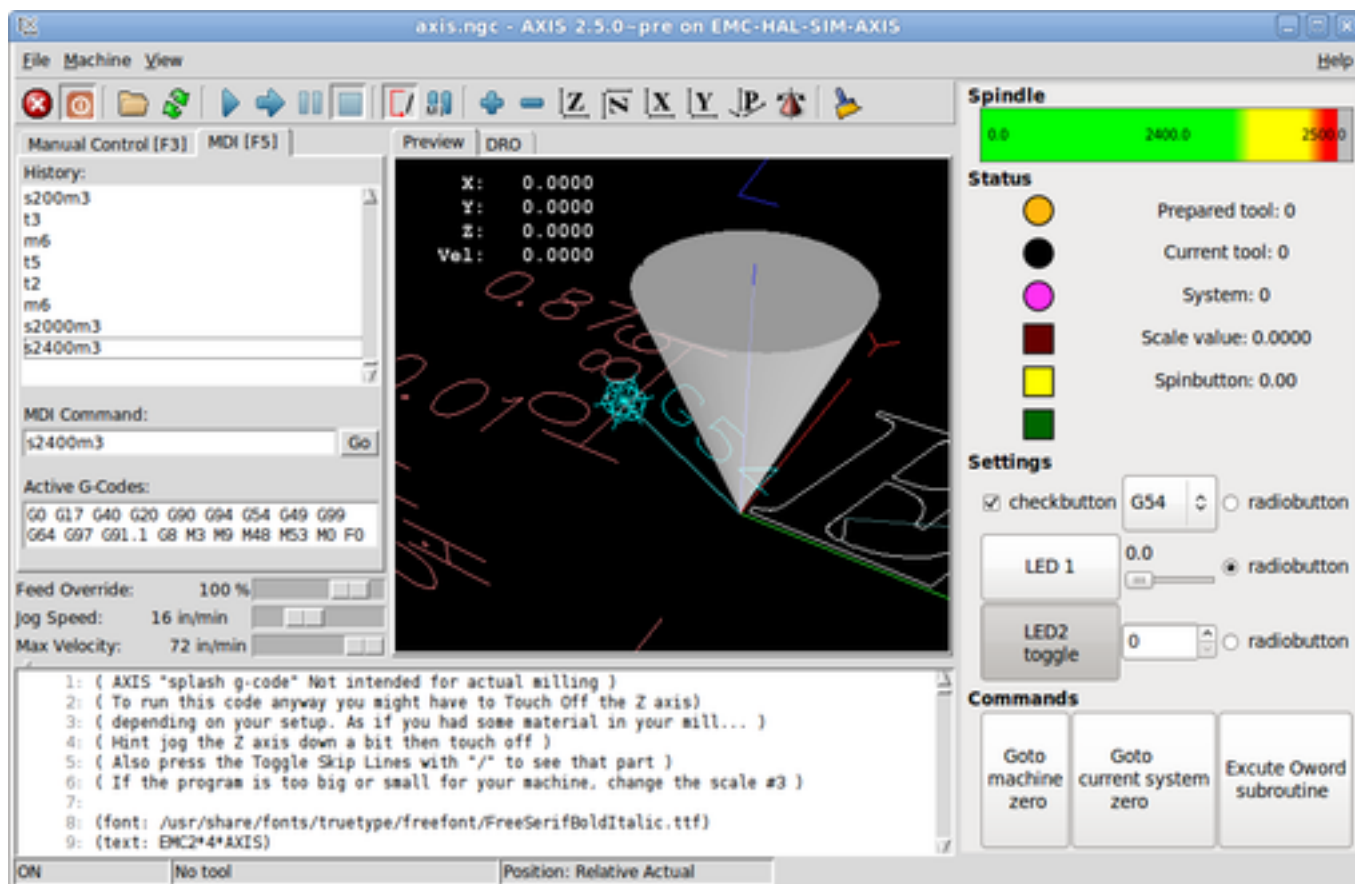 axis.ngc - AXIS 2.5.0~pre on EMC-HAL-SIM-AXIS
File Machine View
Help
Manual Control [F3] MDI [F5]
History:
s200m3
t3
m6
t5
t2
m6
s2000m3
s2400m3
MDI Command:
s2400m3 Go
Active G-Codes:
G0 G17 G40 G20 G90 G94 G54 G49 G99
G64 G97 G91.1 G8 M3 M9 M48 M53 M0 F0
Feed Override: 100 %
Jog Speed: 16 in/min
Max Velocity: 72 in/min
Z N X Y P
Preview DRO
X: 0.0000
Y: 0.0000
Z: 0.0000
Vel: 0.0000
G54
Y
Spindle
0.0 2400.0 2500.0
Status
Prepared tool: 0
Current tool: 0
System: 0
Scale value: 0.0000
Spinbutton: 0.00
Settings
checkbutton G54 radiobutton
LED 1 0.0 radiobutton
LED2
toggle 0 radiobutton
Commands
Goto
machine
zero
Goto
current system
zero
Excute Oword
subroutine
1: ( AXIS "splash g-code" Not intended for actual milling )
2: ( To run this code anyway you might have to Touch Off the Z axis)
3: ( depending on your setup. As if you had some material in your mill... )
4: ( Hint jog the Z axis down a bit then touch off )
5: ( Also press the Toggle Skip Lines with "/" to see that part )
6: ( If the program is too big or small for your machine, change the scale #3 )
7:
8: (font: /usr/share/fonts/truetype/freefont/FreeSerifBoldItalic.ttf)
9: (text: EMC2*4*AXIS)
ON No tool Position: Relative Actual